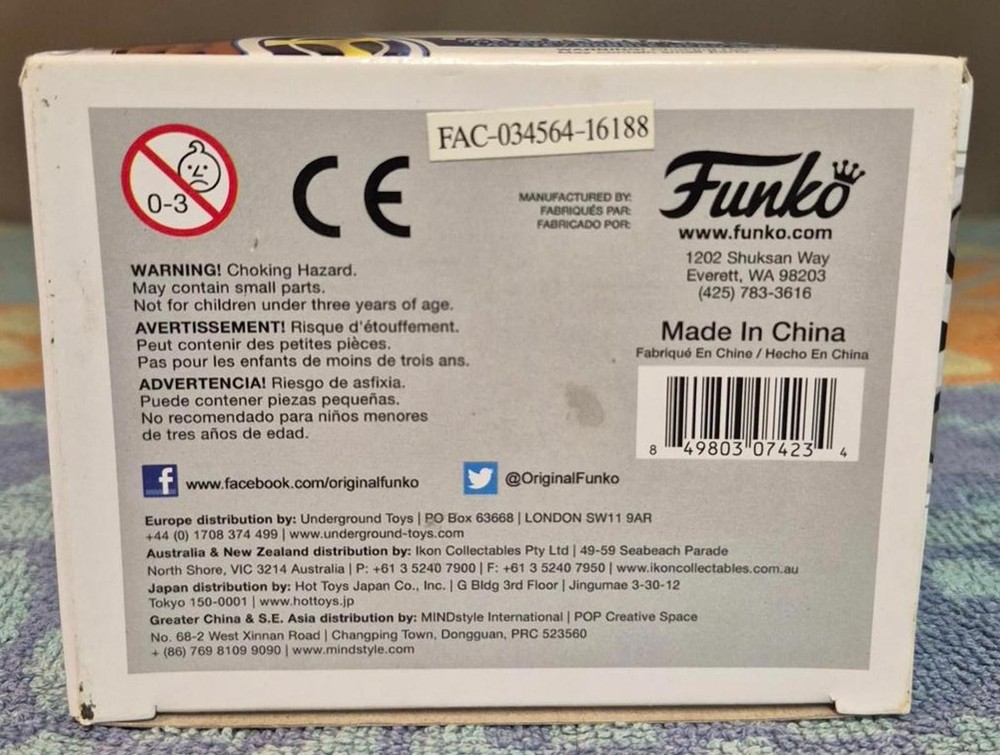 FAC-034564-16188
0-3
CE
MANUFACTURED BY:
FABRIQUÉS PAR:
FABRICADO POR:
Funko
www.funko.com
1202 Shuksan Way
Everett, WA 98203
(425) 783-3616
Made In China
Fabriqué En Chine / Hecho En China
8 49803 07423 4
WARNING! Choking Hazard.
May contain small parts.
Not for children under three years of age.
AVERTISSEMENT! Risque d'étouffement.
Peut contenir des petites pièces.
Pas pour les enfants de moins de trois ans.
ADVERTENCIA! Riesgo de asfixia.
Puede contener piezas pequeñas.
No recomendado para niños menores
de tres años de edad.
f www.facebook.com/originalfunko
@OriginalFunko
Europe distribution by: Underground Toys | PO Box 63668 | LONDON SW11 9AR
+44 (0) 1708 374 499 | www.underground-toys.com
Australia & New Zealand distribution by: Ikon Collectables Pty Ltd | 49-59 Seabeach Parade
North Shore, VIC 3214 Australia | P: +61 3 5240 7900 | F: +61 3 5240 7950 | www.ikoncollectables.com.au
Japan distribution by: Hot Toys Japan Co., Inc. | G Bldg 3rd Floor | Jingumae 3-30-12
Tokyo 150-0001 | www.hottoys.jp
Greater China & S.E. Asia distribution by: MINDstyle International | POP Creative Space
No. 68-2 West Xinnan Road | Changping Town, Dongguan, PRC 523560
+ (86) 769 8109 9090 | www.mindstyle.com